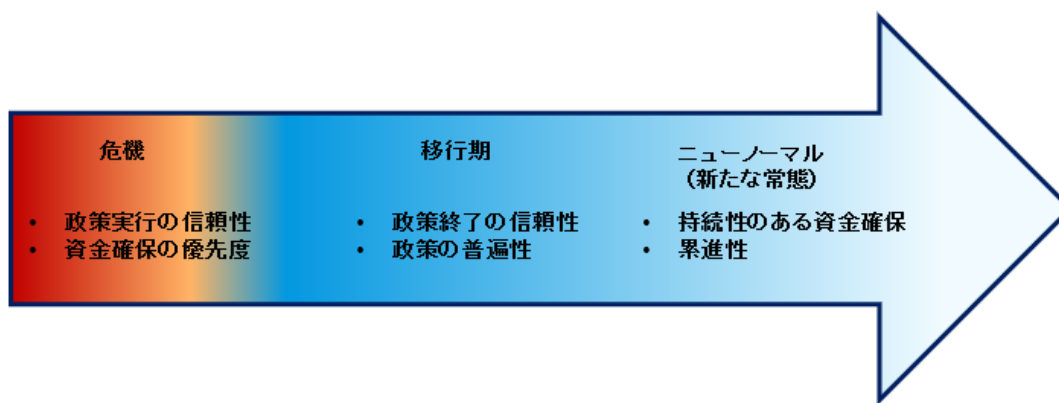 危機
・ 政策実行の信頼性
・ 資金確保の優先度
移行期
・ 政策終了の信頼性
・ 政策の普遍性
ニューノーマル
（新たな常態）
・ 持続性のある資金確保
・ 累進性